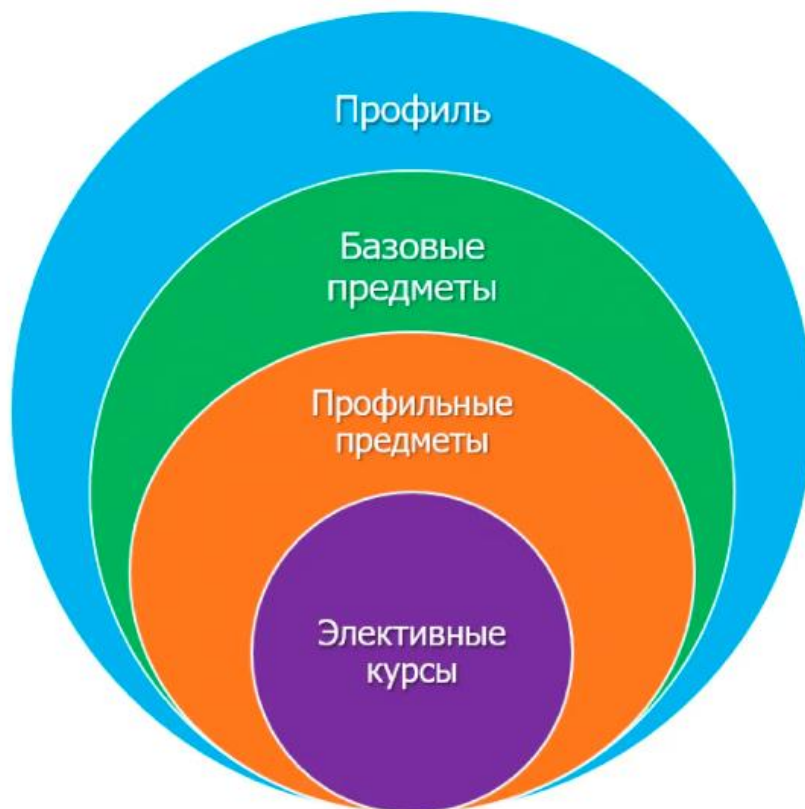 Профиль
Базовые
предметы
Профильные
предметы
Элективные
курсы